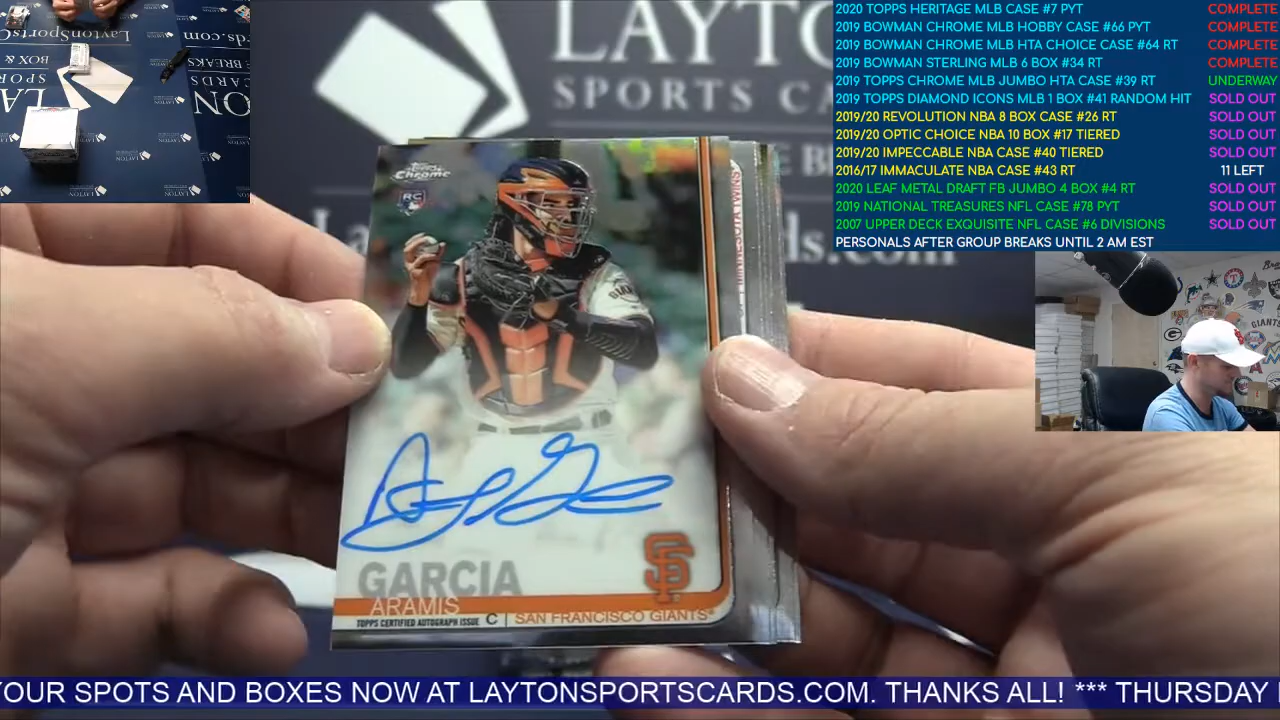 2020 TOPPS HERITAGE MLB CASE #7 PYT COMPLETE
2019 BOWMAN CHROME MLB HOBBY CASE #66 PYT COMPLETE
2019 BOWMAN CHROME MLB HTA CHOICE CASE #64 RT COMPLETE
2019 BOWMAN STERLING MLB 6 BOX #34 RT COMPLETE
2019 TOPPS CHROME MLB JUMBO HTA CASE #39 RT UNDERWAY
2019 TOPPS DIAMOND ICONS MLB 1 BOX #41 RANDOM HIT SOLD OUT
2019/20 REVOLUTION NBA 8 BOX CASE #26 RT SOLD OUT
2019/20 OPTIC CHOICE NBA 10 BOX #17 TIERED SOLD OUT
2019/20 IMPECCABLE NBA CASE #40 TIERED SOLD OUT
2016/17 IMMACULATE NBA CASE #43 RT 11 LEFT
2020 LEAF METAL DRAFT FB JUMBO 4 BOX #4 RT SOLD OUT
2019 NATIONAL TREASURES NFL CASE #78 PYT SOLD OUT
2007 UPPER DECK EXQUISITE NFL CASE #6 DIVISIONS SOLD OUT
PERSONALS AFTER GROUP BREAKS UNTIL 2 AM EST
LAYTO
SPORTS CA
Topps
Chrome
RC
MINNESOTA TWINS
ds.com
GARCIA
ARAMIS
TOPPS CERTIFIED AUTOGRAPH ISSUE C SAN FRANCISCO GIANTS
SF
OUR SPOTS AND BOXES NOW AT LAYTONSPORTSCARDS.COM. THANKS ALL! *** THURSDAY